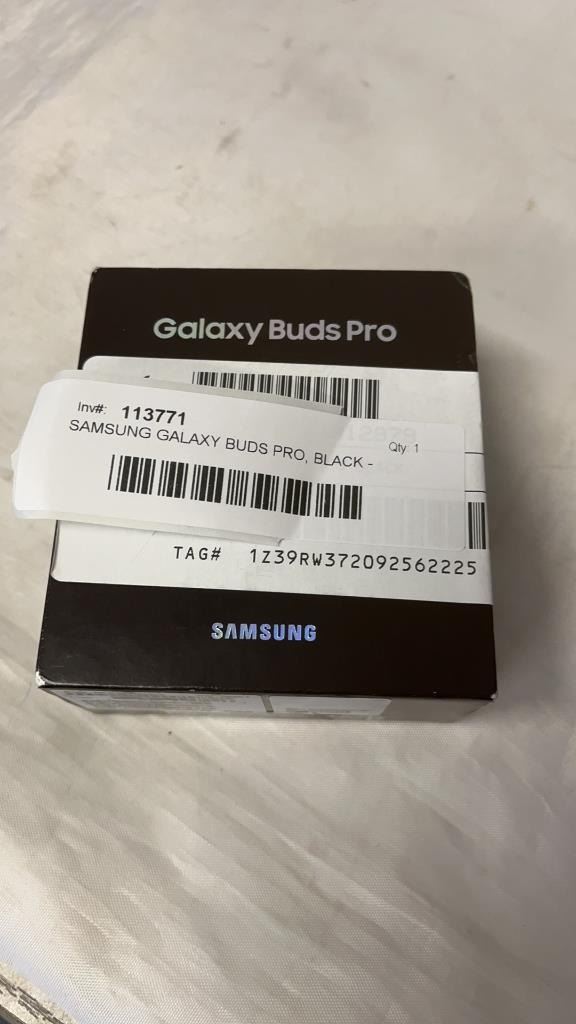 Galaxy Buds Pro
Inv#: 113771
Qty: 1
SAMSUNG GALAXY BUDS PRO, BLACK -
TAG# 1Z39RW372092562225
SAMSUNG